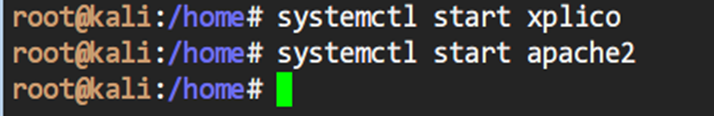 root@kali:/home# systemctl start xplico
root@kali:/home# systemctl start apache2
root@kali:/home#